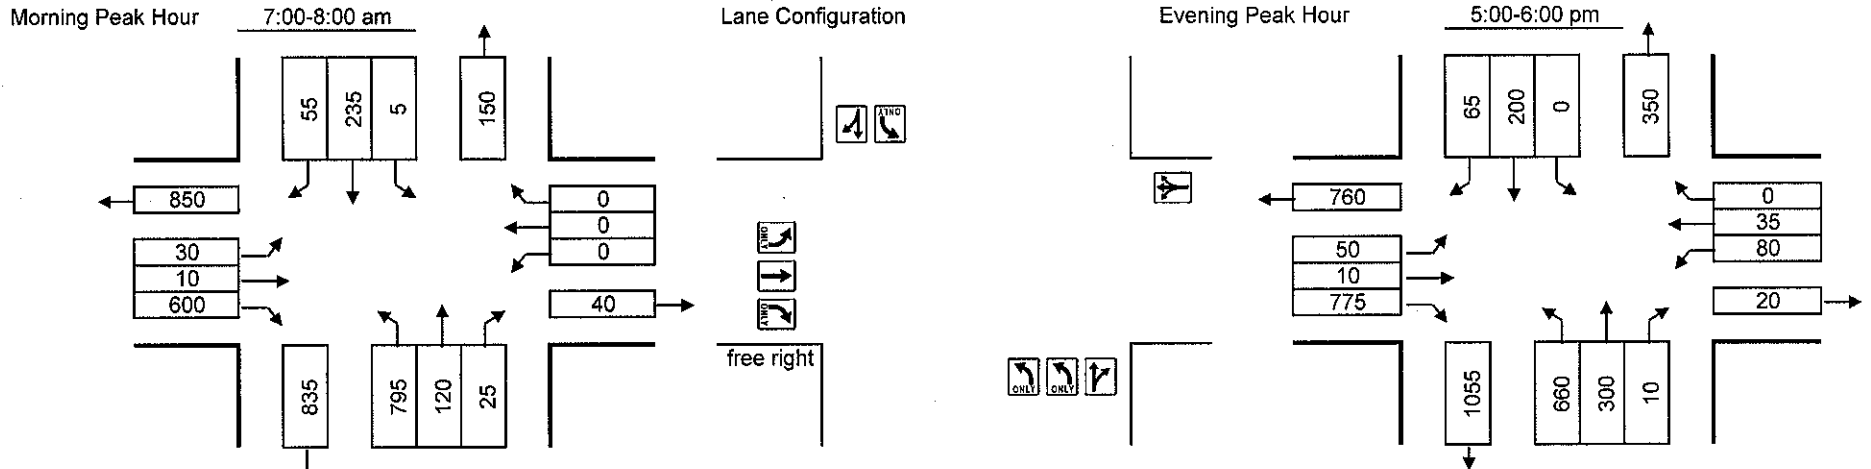 Morning Peak Hour 7:00-8:00 am Lane Configuration Evening Peak Hour 5:00-6:00 pm
55 235 5 150
65 200 0 350
ONLY
850
0
0
0
30
10
600
40
ONLY
ONLY
free right
760
0
35
80
50
10
775
20
835 795 120 25
ONLY ONLY
1055 660 300 10